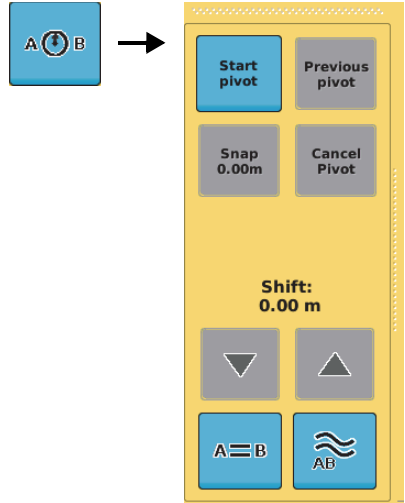 A B
Start
pivot
Previous
pivot
Snap
0.00m
Cancel
Pivot
Shift:
0.00 m
A B
AB